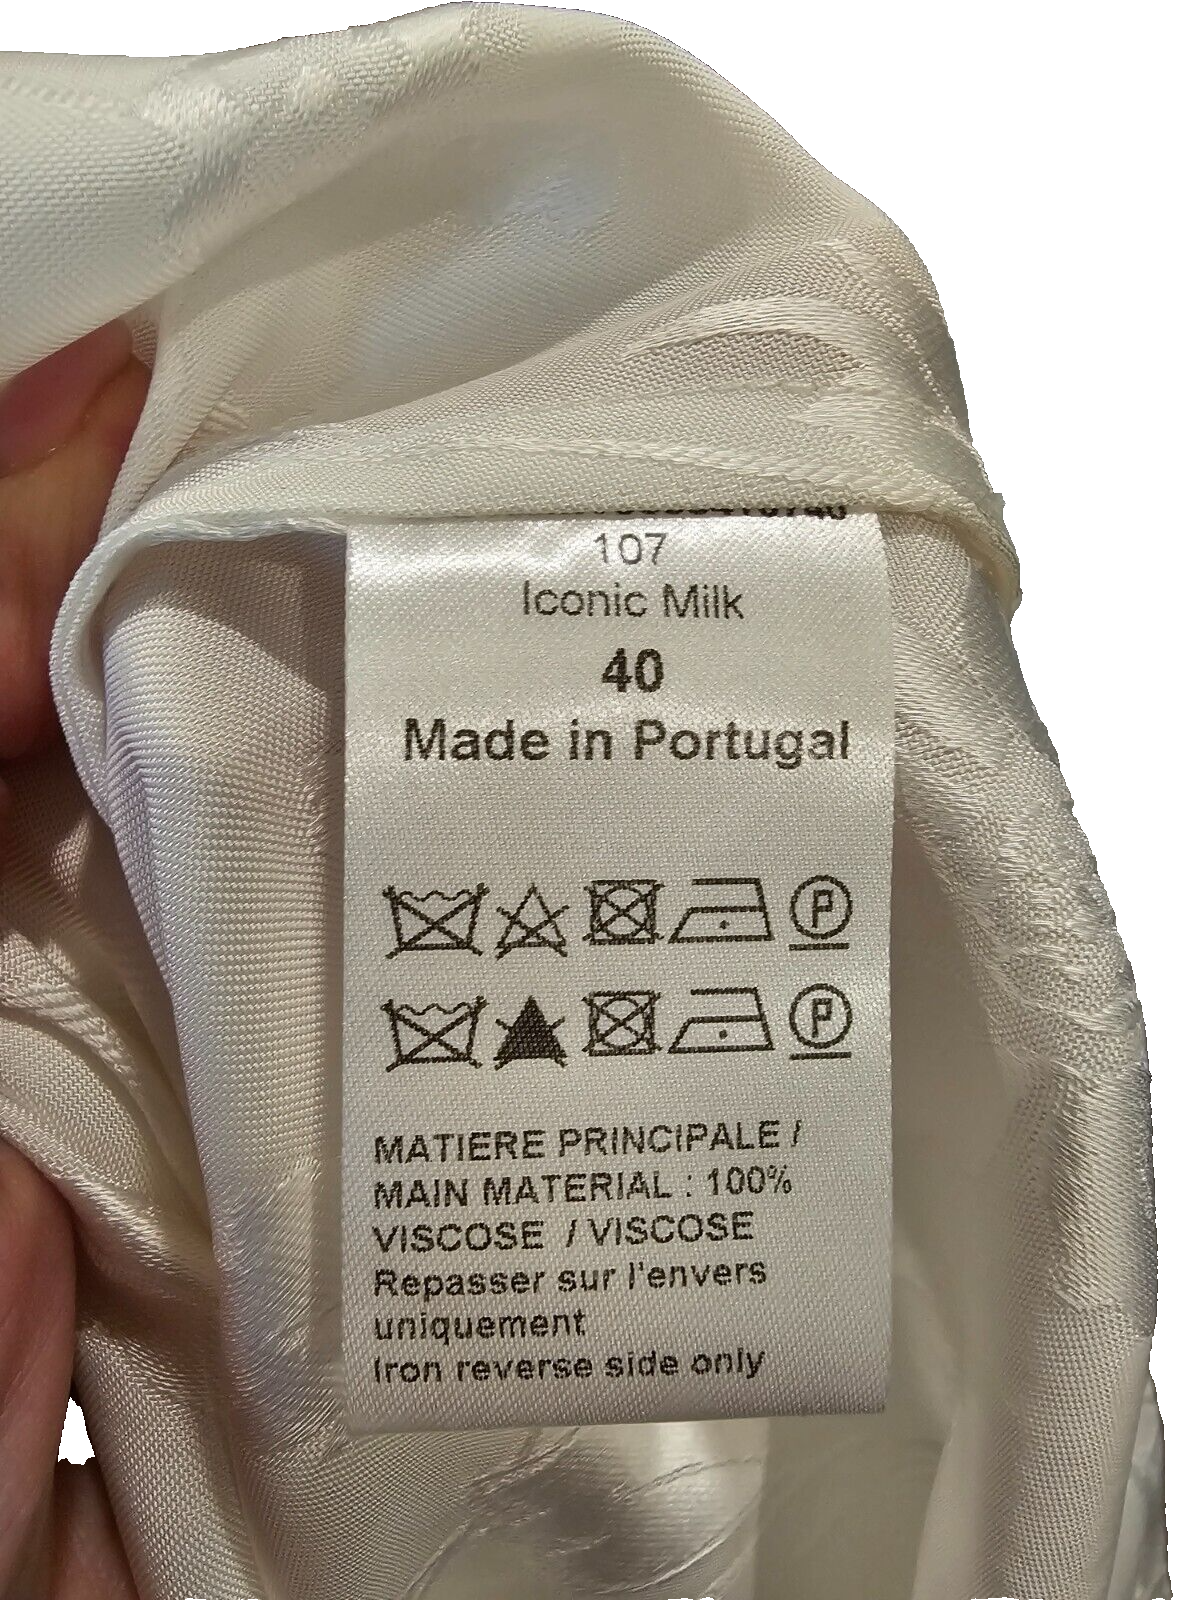 107
Iconic Milk
40
Made in Portugal
P
P
MATIERE PRINCIPALE /
MAIN MATERIAL : 100%
VISCOSE / VISCOSE
Repasser sur l'envers
uniquement
Iron reverse side only